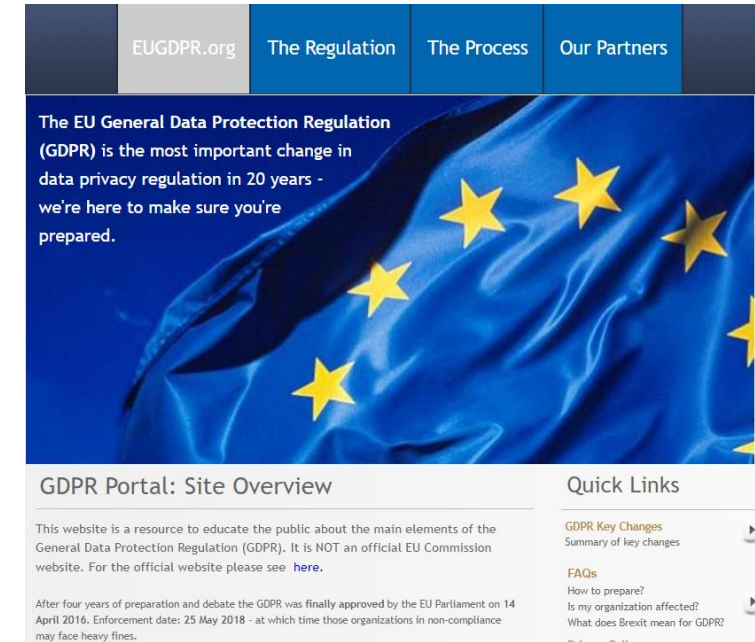 EUGDPR.org The Regulation The Process Our Partners
The EU General Data Protection Regulation
(GDPR) is the most important change in
data privacy regulation in 20 years -
we're here to make sure you're
prepared.
GDPR Portal: Site Overview
This website is a resource to educate the public about the main elements of the
General Data Protection Regulation (GDPR). It is NOT an official EU Commission
website. For the official website please see here.
After four years of preparation and debate the GDPR was finally approved by the EU Parliament on 14
April 2016. Enforcement date: 25 May 2018 - at which time those organizations in non-compliance
may face heavy fines.
Quick Links
GDPR Key Changes
Summary of key changes
FAQs
How to prepare?
Is my organization affected?
What does Brexit mean for GDPR?